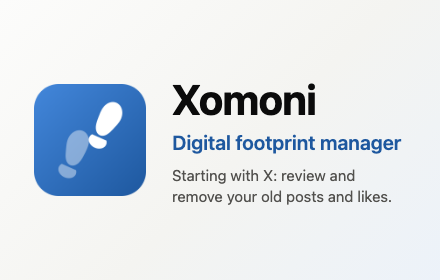 Xomoni
Digital footprint manager
Starting with X: review and
remove your old posts and likes.